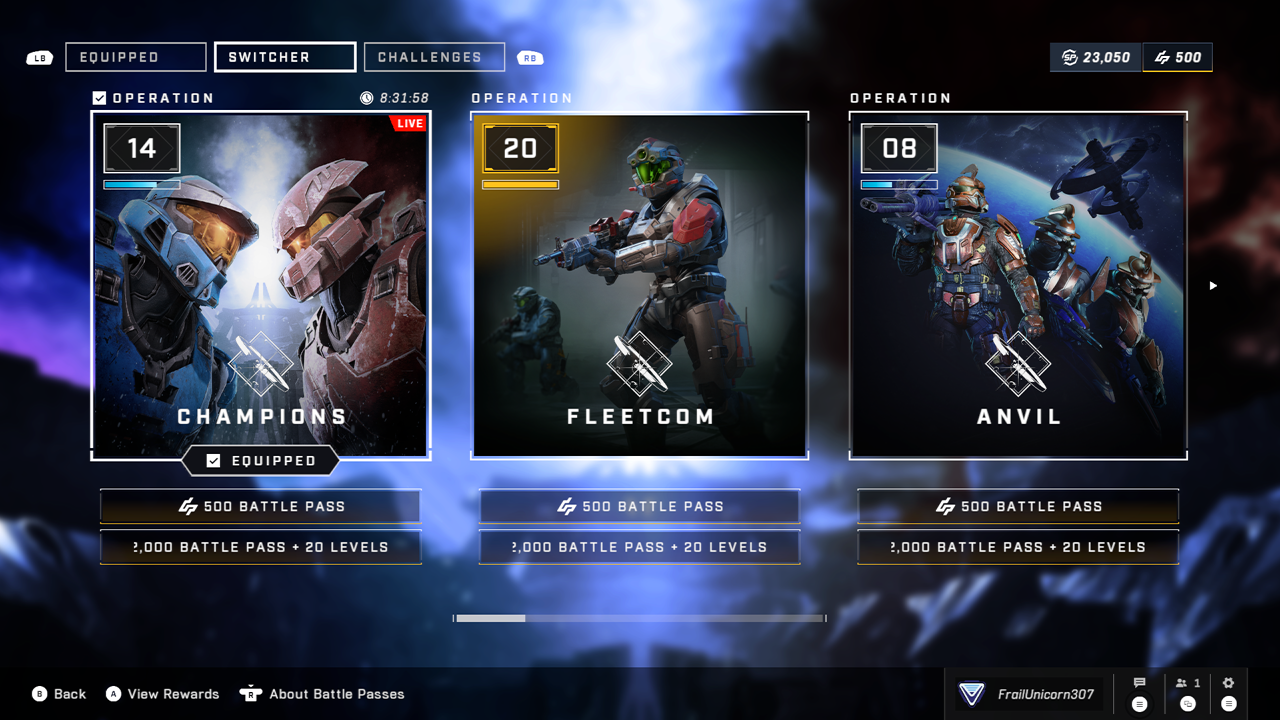 LB EQUIPPED SWITCHER CHALLENGES RB
SP 23,050 500
OPERATION 8:31:58
LIVE
14
CHAMPIONS
EQUIPPED
500 BATTLE PASS
2,000 BATTLE PASS + 20 LEVELS
OPERATION
20
FLEETCOM
500 BATTLE PASS
2,000 BATTLE PASS + 20 LEVELS
OPERATION
08
ANVIL
500 BATTLE PASS
2,000 BATTLE PASS + 20 LEVELS
B Back A View Rewards R About Battle Passes
FrailUnicorn307 1